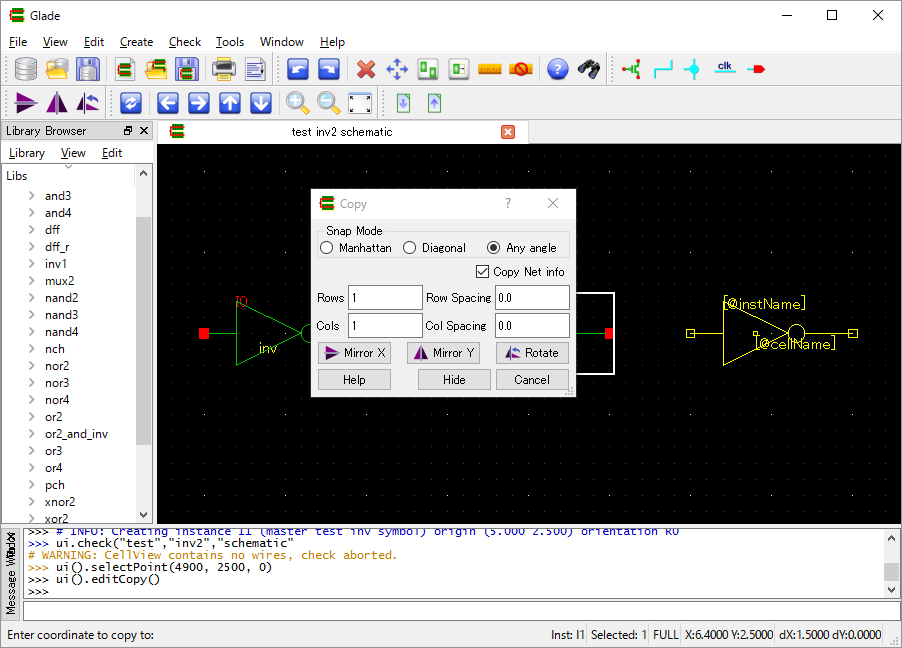 Glade
File View Edit Create Check Tools Window Help
clk
Library Browser
test inv2 schematic
Library View Edit
Libs
and3
and4
dff
dff_r
inv1
mux2
nand2
nand3
nand4
nch
nor2
nor3
nor4
or2
or2_and_inv
or3
or4
pch
xnor2
xor2
inv
Copy
Snap Mode
Manhattan Diagonal Any angle
Copy Net info
Rows 1 Row Spacing 0.0
Cols 1 Col Spacing 0.0
Mirror X Mirror Y Rotate
Help Hide Cancel
[@instName]
[@cellName]
>>> # INFO: Creating instance I1 (master test inv symbol) origin (5.000 2.500) orientation R0
>>> ui.check("test","inv2","schematic"
# WARNING: CellView contains no wires, check aborted.
>>> ui().selectPoint(4900, 2500, 0)
>>> ui().editCopy()
>>>
Enter coordinate to copy to: Inst: I1 Selected: 1 FULL X:6.4000 Y:2.5000 dX:1.5000 dY:0.0000